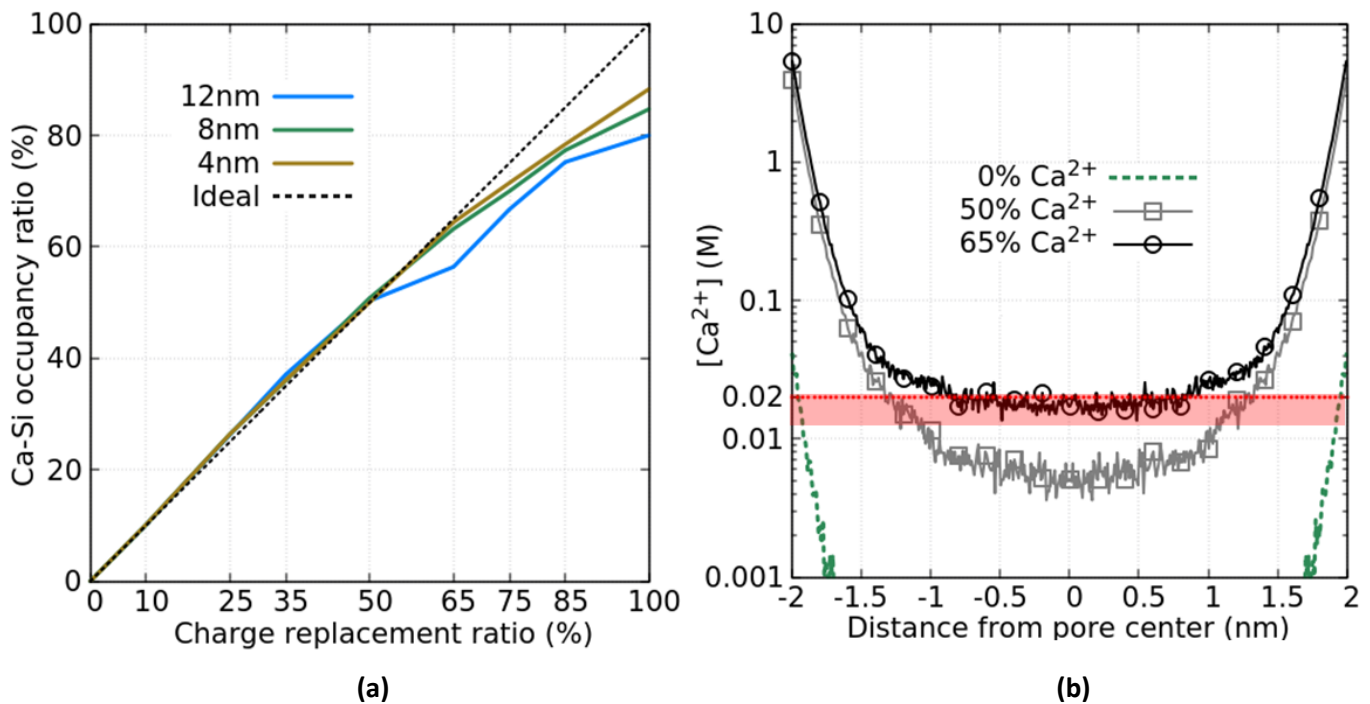 100
80
60
40
20
0
Ca-Si occupancy ratio (%)
12nm
8nm
4nm
Ideal
0 10 25 35 50 65 75 85 100
Charge replacement ratio (%)
(a)
10
1
0.1
0.02
0.01
0.001
[Ca²⁺] (M)
0% Ca²⁺
50% Ca²⁺
65% Ca²⁺
-2 -1.5 -1 -0.5 0 0.5 1 1.5 2
Distance from pore center (nm)
(b)